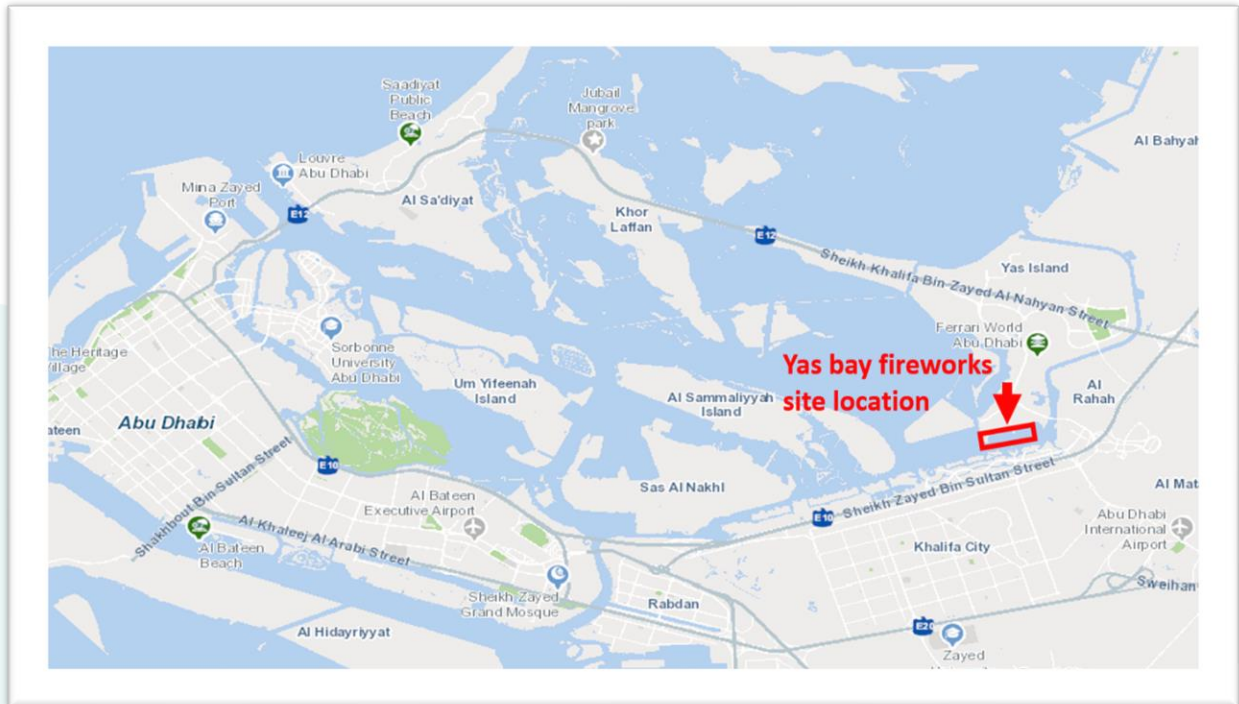 Saadiyat
Public
Beach
Jubail
Mangrove
park
Al Bahyah
Louvre
Abu Dhabi
Mina Zayed
Port
Al Sa'diyat
E12
Khor
Laffan
E12
Sheikh Khalifa Bin Zayed Al Nahyan Street
Yas Island
Ferrari World
Abu Dhabi
Sorbonne
University
Abu Dhabi
Um Yifeenah
Island
Al Sammaliyyah
Island
Yas bay fireworks
site location
Al
Rahah
Abu Dhabi
E10
Shakhbout Bin Sultan Street
Al Bateen
Executive Airport
Sas Al Nakhl
E10
Sheikh Zayed Bin Sultan Street
Al Mat
Abu Dhabi
International
Airport
Khalifa City
Al Khaleej Al Arabi Street
Al Bateen
Beach
Sheikh Zayed
Grand Mosque
Rabdan
Sweihan
Al Hidayriyyat
E20
Zayed
he Heritage
illage
ateen